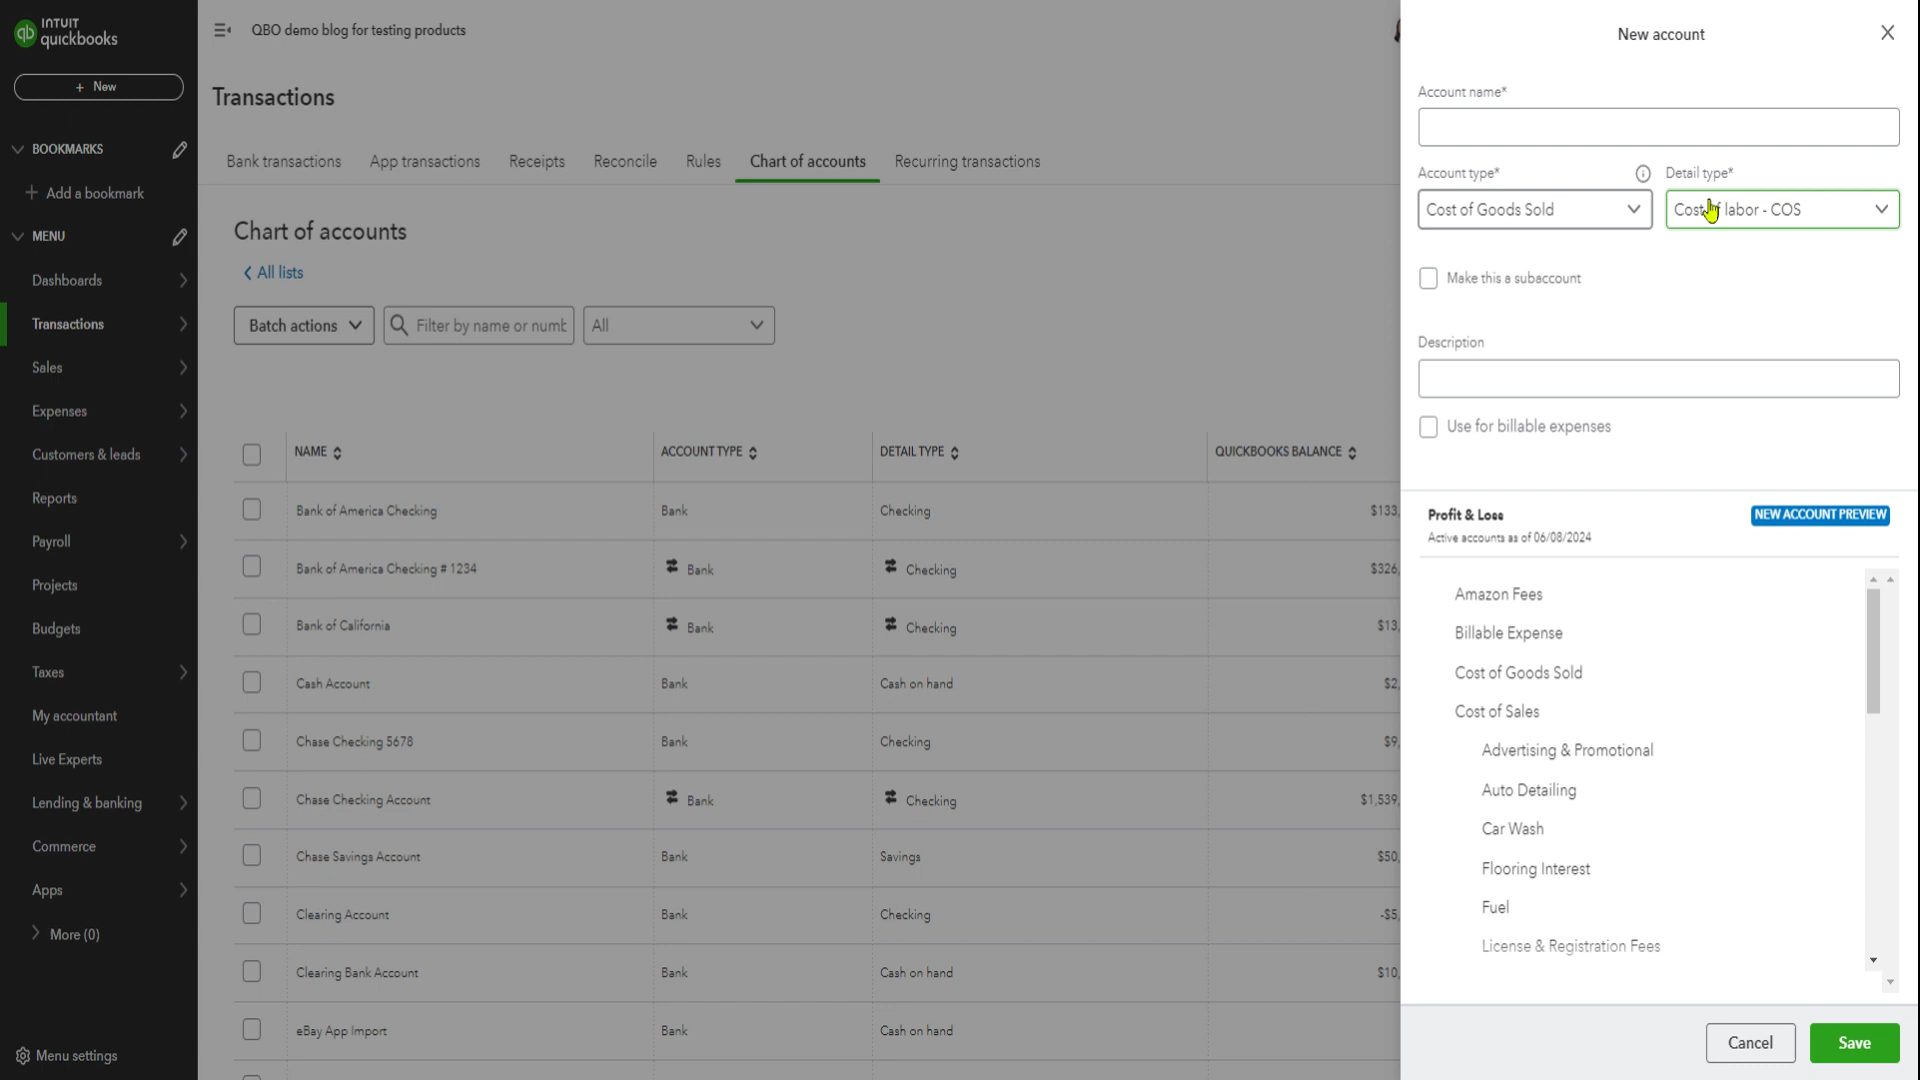 INTUIT
quickbooks
qb
+ New
BOOKMARKS
+ Add a bookmark
MENU
Dashboards
Transactions
Sales
Expenses
Customers & leads
Reports
Payroll
Projects
Budgets
Taxes
My accountant
Live Experts
Lending & banking
Commerce
Apps
More (0)
Menu settings
QBO demo blog for testing products
Transactions
Bank transactions App transactions Receipts Reconcile Rules Chart of accounts Recurring transactions
Chart of accounts
All lists
Batch actions Filter by name or numb All
NAME ACCOUNT TYPE DETAIL TYPE QUICKBOOKS BALANCE
Bank of America Checking Bank Checking $133,
Bank of America Checking # 1234 Bank Checking $326,
Bank of California Bank Checking $13,
Cash Account Bank Cash on hand $2,
Chase Checking 5678 Bank Checking $9,
Chase Checking Account Bank Checking $1,539,
Chase Savings Account Bank Savings $50,
Clearing Account Bank Checking -$5,
Clearing Bank Account Bank Cash on hand $10,
eBay App Import Bank Cash on hand
New account
Account name*
Account type* Detail type*
Cost of Goods Sold Cost of labor - COS
Make this a subaccount
Description
Use for billable expenses
Profit & Loss NEW ACCOUNT PREVIEW
Active accounts as of 06/08/2024
Amazon Fees
Billable Expense
Cost of Goods Sold
Cost of Sales
Advertising & Promotional
Auto Detailing
Car Wash
Flooring Interest
Fuel
License & Registration Fees
Cancel Save